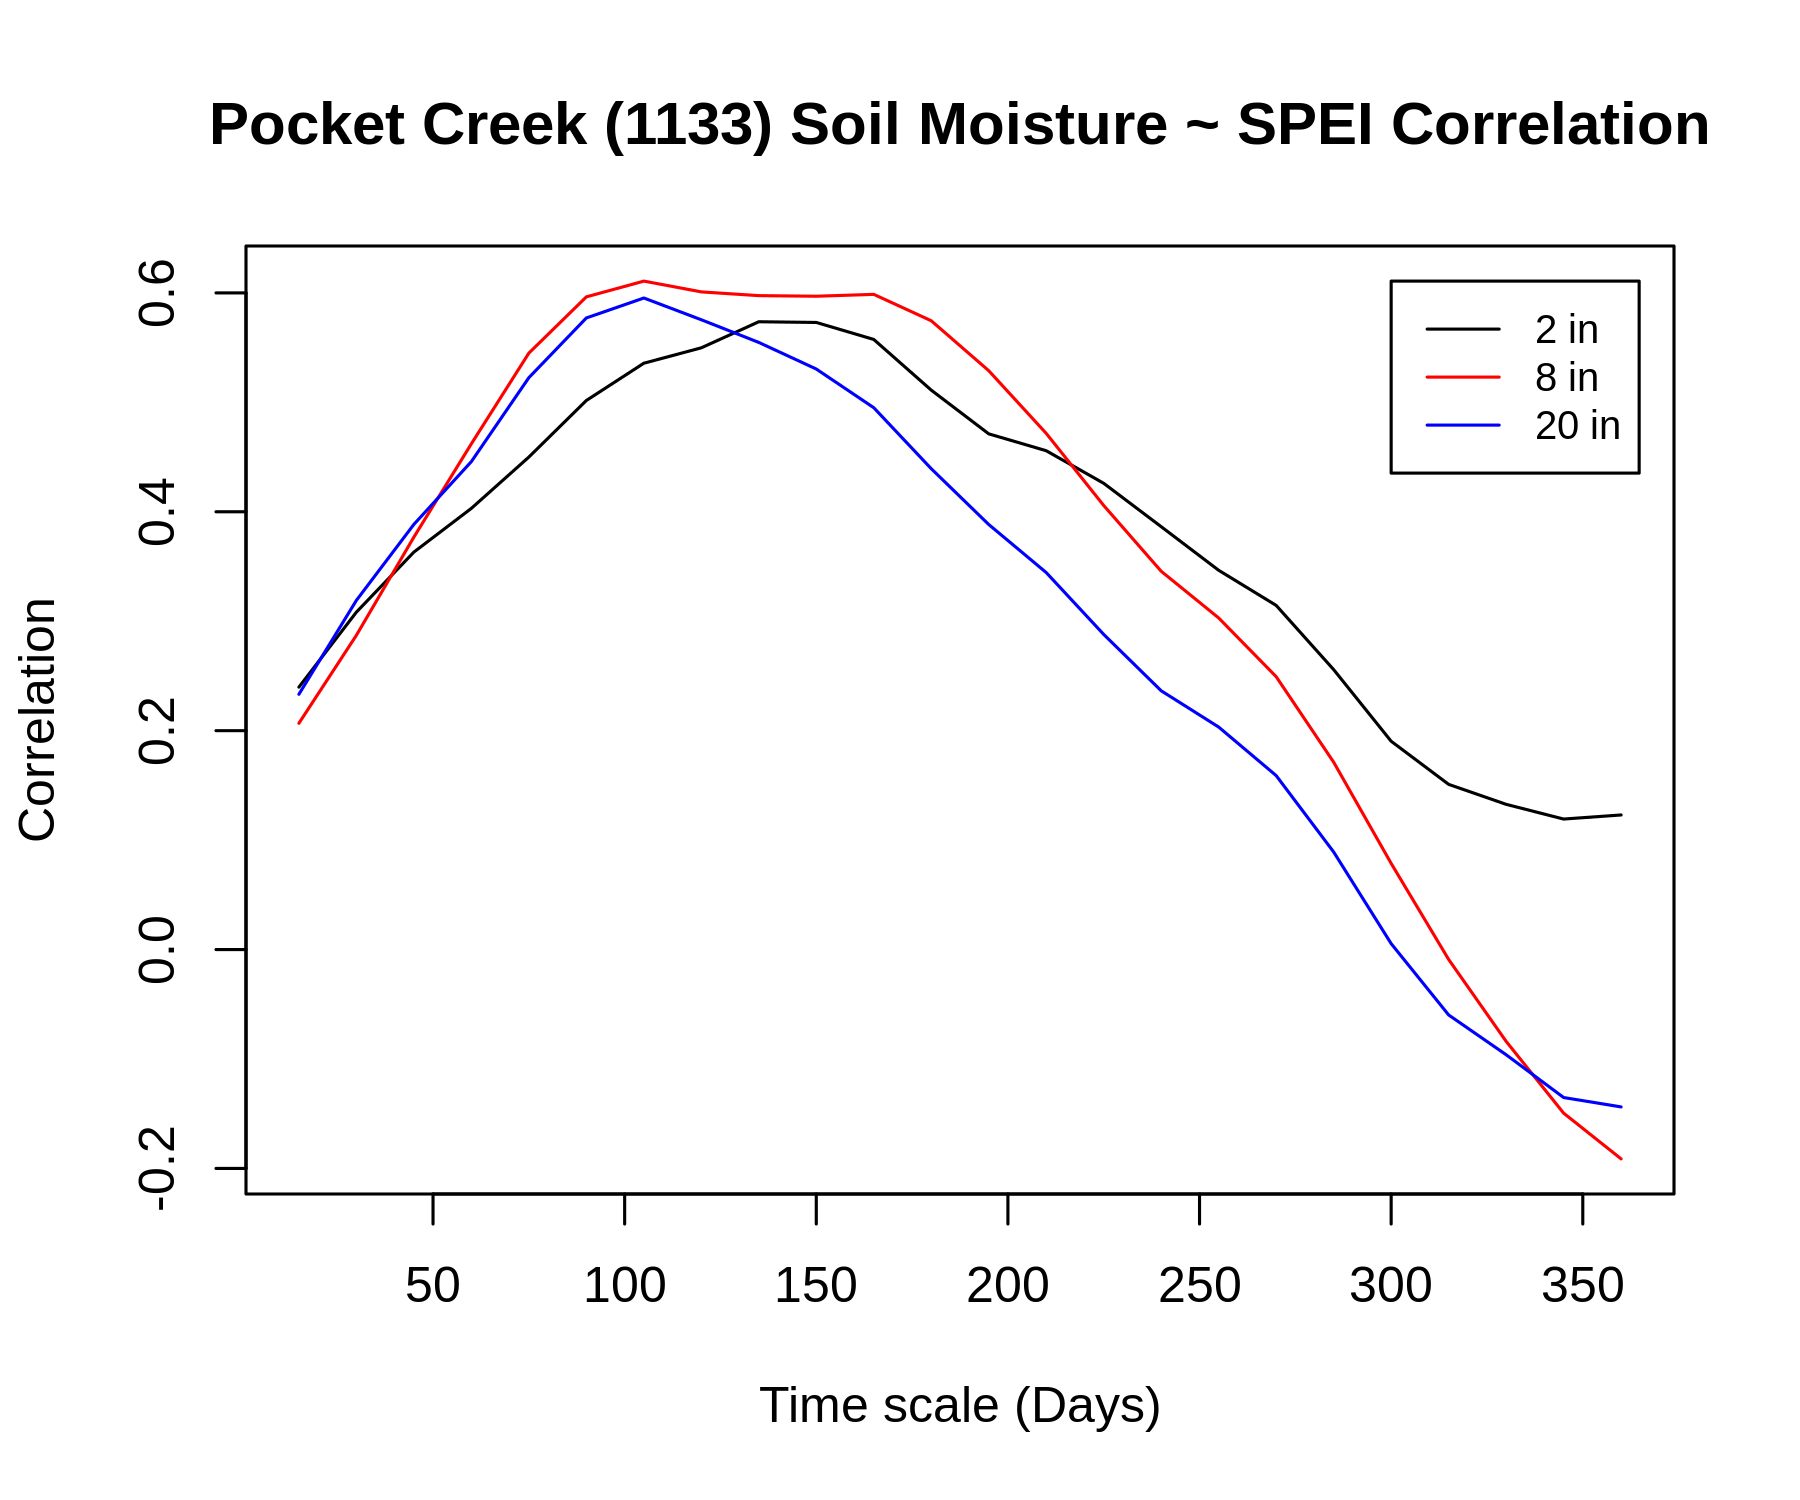 Pocket Creek (1133) Soil Moisture ~ SPEI Correlation
0.6
0.4
0.2
0.0
-0.2
Correlation
2 in
8 in
20 in
50 100 150 200 250 300 350
Time scale (Days)